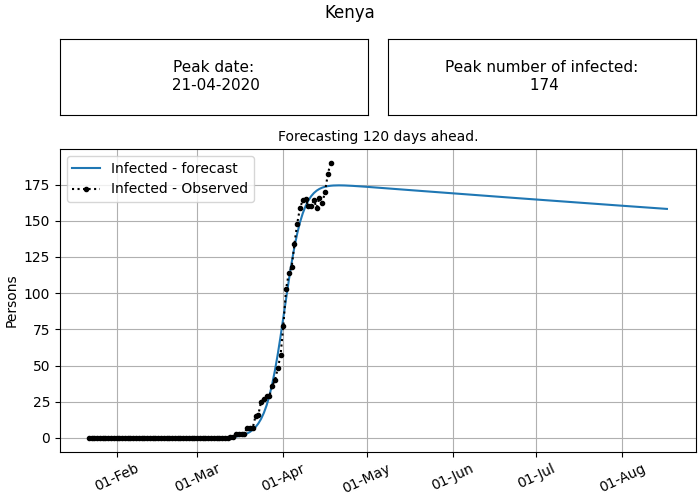 Kenya
Peak date:
21-04-2020
Peak number of infected:
174
Forecasting 120 days ahead.
Infected - forecast
Infected - Observed
Persons
175
150
125
100
75
50
25
0
01-Feb
01-Mar
01-Apr
01-May
01-Jun
01-Jul
01-Aug